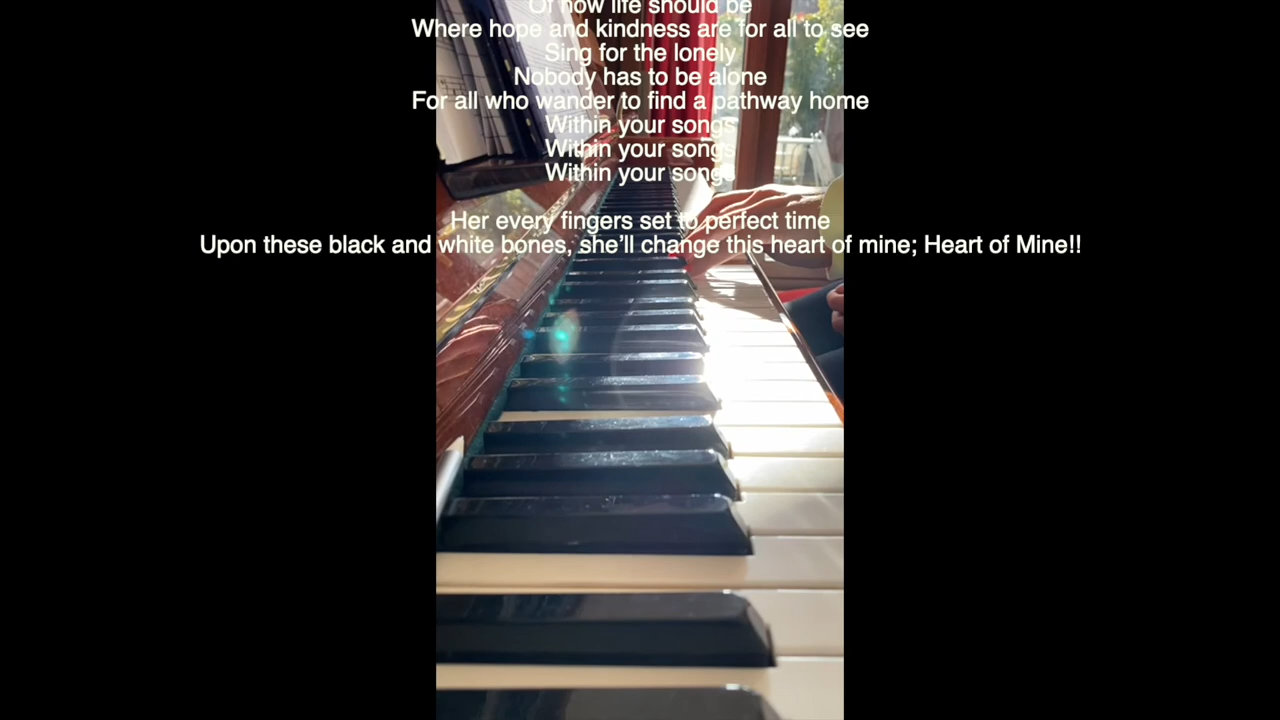 Of how life should be
Where hope and kindness are for all to see
Sing for the lonely
Nobody has to be alone
For all who wander to find a pathway home
Within your songs
Within your songs
Within your songs
Her every fingers set to perfect time
Upon these black and white bones, she’ll change this heart of mine; Heart of Mine!!